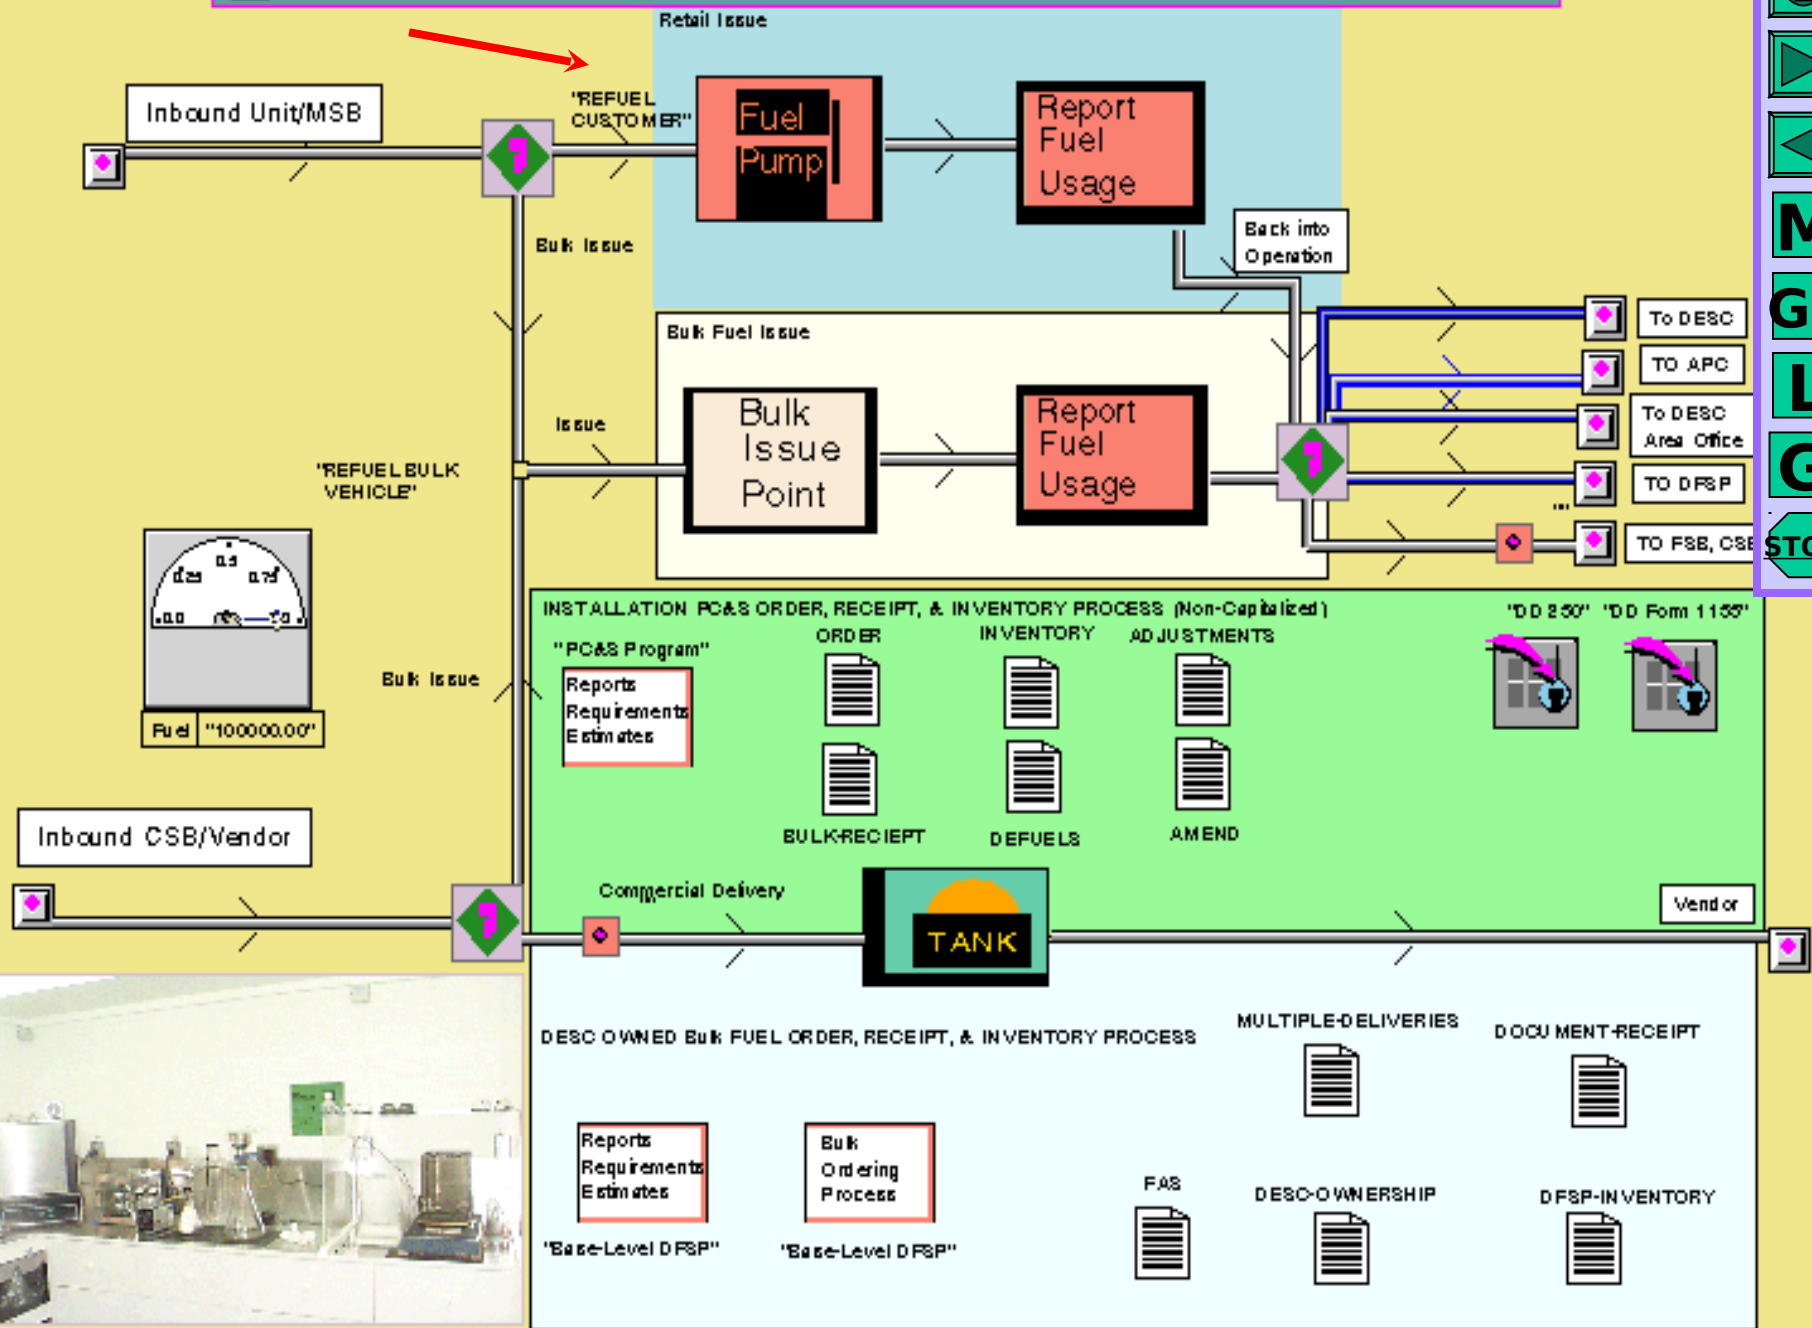 Retail Issue
Inbound Unit/MSB
"REFUEL
CUSTOMER"
Fuel
Pump
Report
Fuel
Usage
Back into
Operation
Bulk Issue
To DESC
TO APC
To DESC
Area Office
TO DFSP
""
TO FSB, CSB
Bulk Fuel Issue
Issue
Bulk
Issue
Point
Report
Fuel
Usage
"REFUEL BULK
VEHICLE"
0.5
0.25
0.75
0.0
Fuel "100000.00"
Bulk Issue
INSTALLATION PC&S ORDER, RECEIPT, & INVENTORY PROCESS (Non-Capitalized)
"DD 250" "DD Form 1155"
"PC&S Program"
ORDER
INVENTORY
ADJUSTMENTS
Reports
Requirements
Estimates
BULK-RECIEPT
DEFUELS
AMEND
Inbound CSB/Vendor
Commercial Delivery
TANK
Vendor
DESC OWNED Bulk FUEL ORDER, RECEIPT, & INVENTORY PROCESS
MULTIPLE-DELIVERIES
DOCUMENT-RECEIPT
Reports
Requirements
Estimates
"Base-Level DFSP"
Bulk
Ordering
Process
"Base-Level DFSP"
FAS
DESC-OWNERSHIP
DFSP-INVENTORY
M
G
L
G
STO